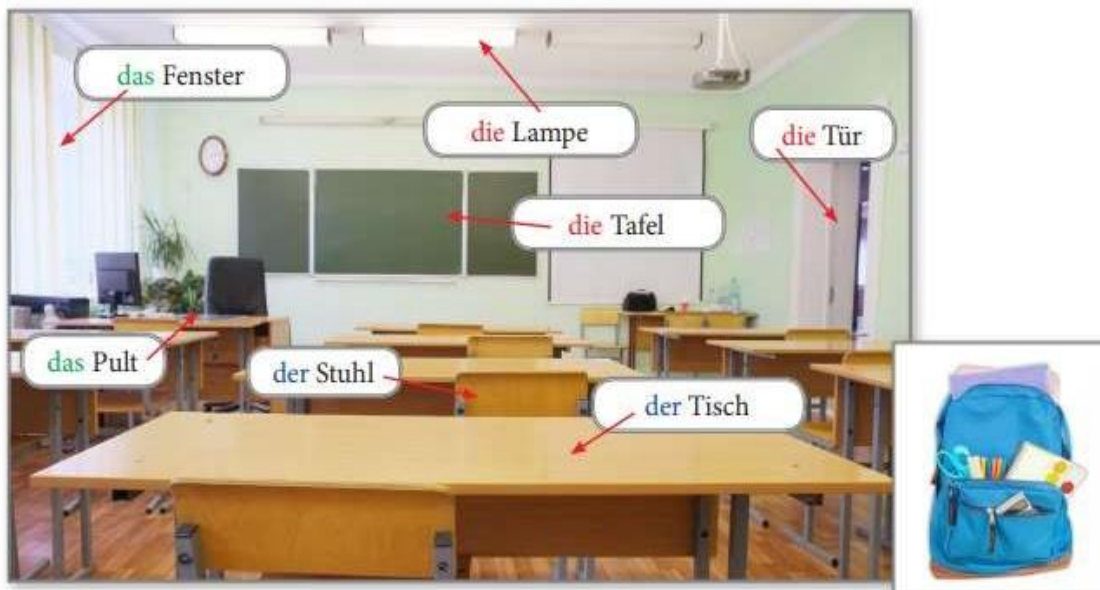 das Fenster
die Lampe
die Tür
die Tafel
das Pult
der Stuhl
der Tisch